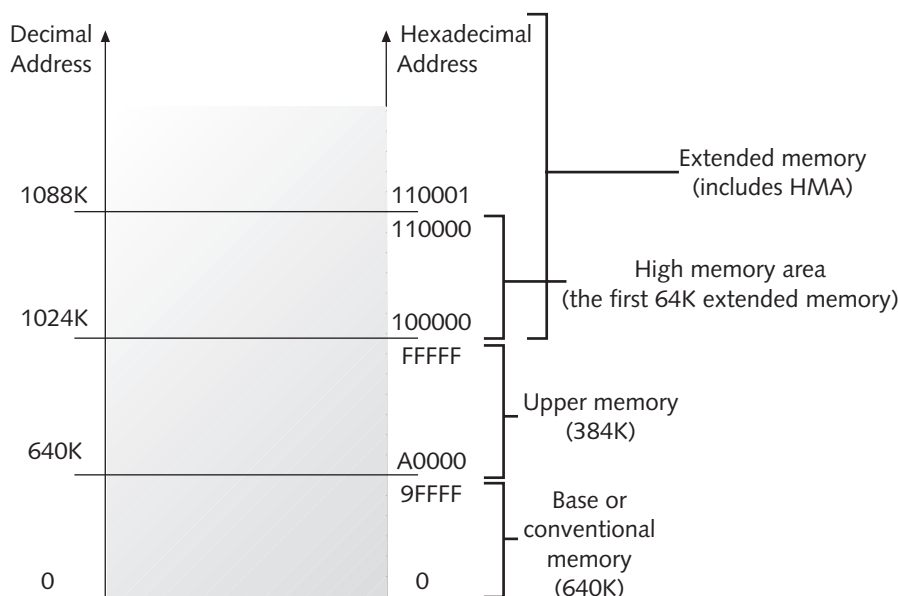 Decimal
Address
Hexadecimal
Address
1088K
110001
110000
Extended memory
(includes HMA)
High memory area
(the first 64K extended memory)
1024K
100000
FFFFF
Upper memory
(384K)
640K
A0000
9FFFF
Base or
conventional
memory
(640K)
0
0